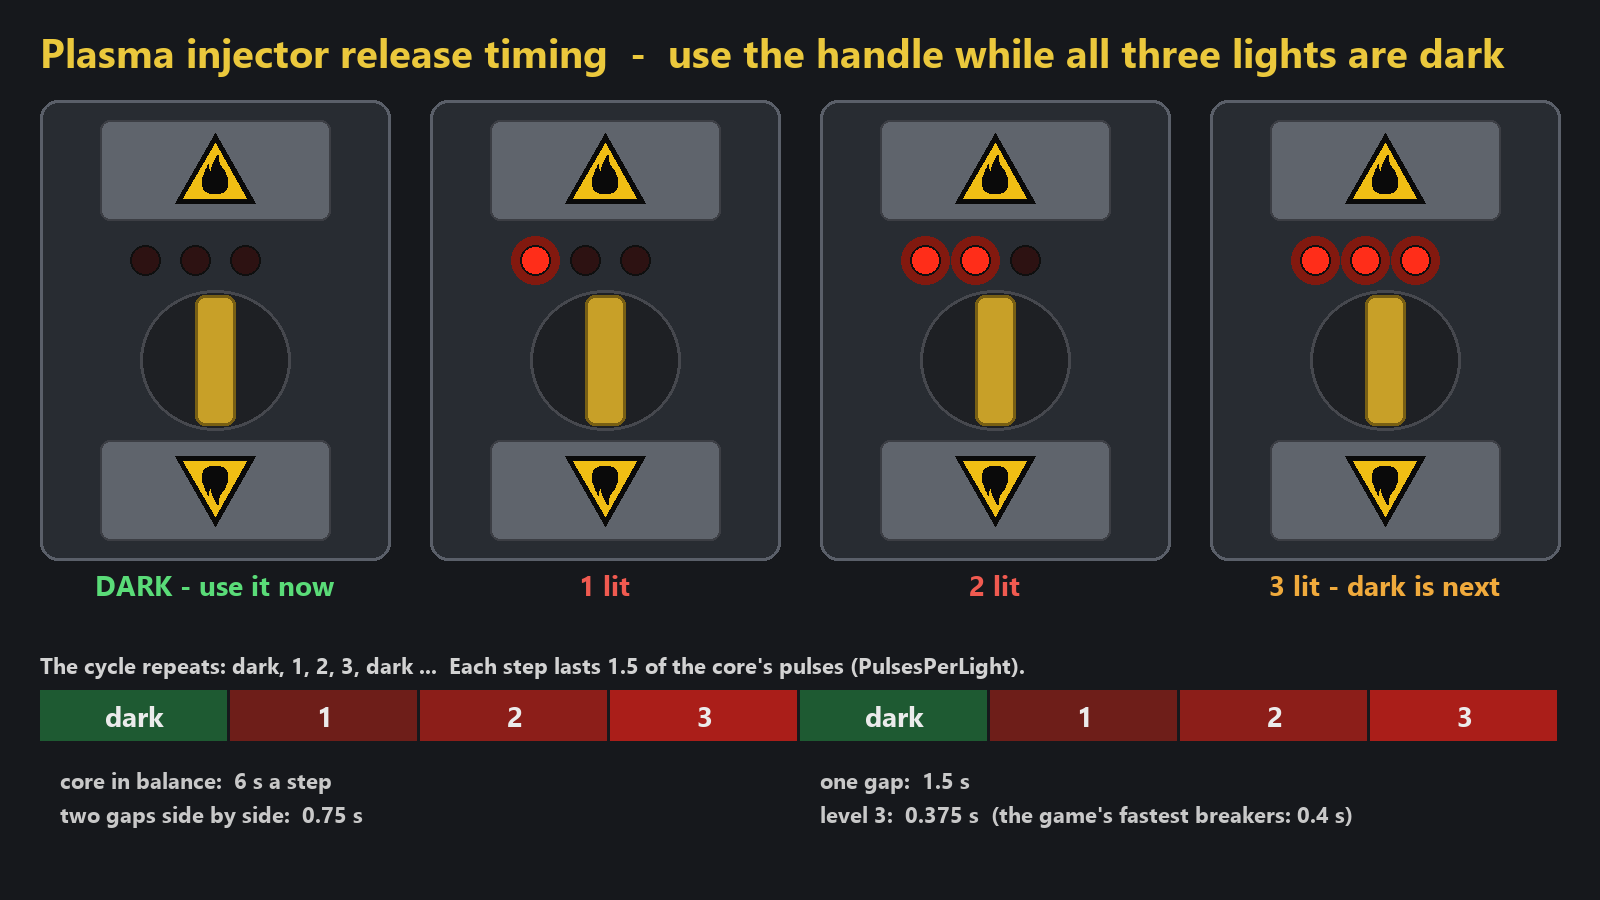 Plasma injector release timing - use the handle while all three lights are dark
DARK - use it now
1 lit
2 lit
3 lit - dark is next
The cycle repeats: dark, 1, 2, 3, dark ... Each step lasts 1.5 of the core's pulses (PulsesPerLight).
dark 1 2 3 dark 1 2 3
core in balance: 6 s a step
one gap: 1.5 s
two gaps side by side: 0.75 s
level 3: 0.375 s (the game's fastest breakers: 0.4 s)